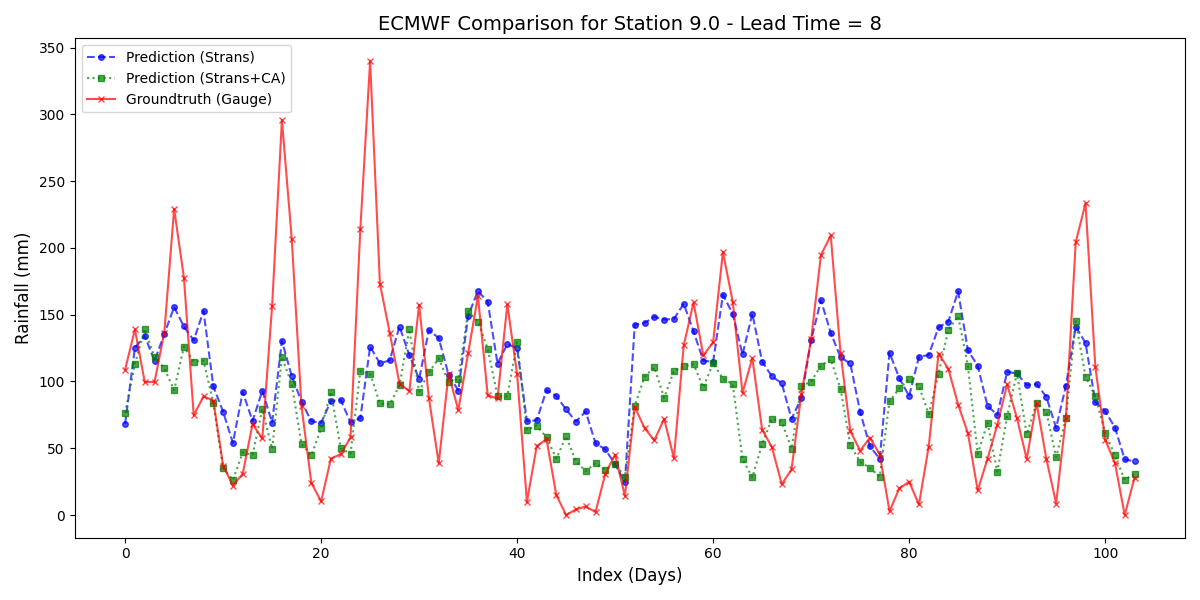 ECMWF Comparison for Station 9.0 - Lead Time = 8
Prediction (Strans)
Prediction (Strans+CA)
Groundtruth (Gauge)
Rainfall (mm)
350
300
250
200
150
100
50
0
0 20 40 60 80 100
Index (Days)